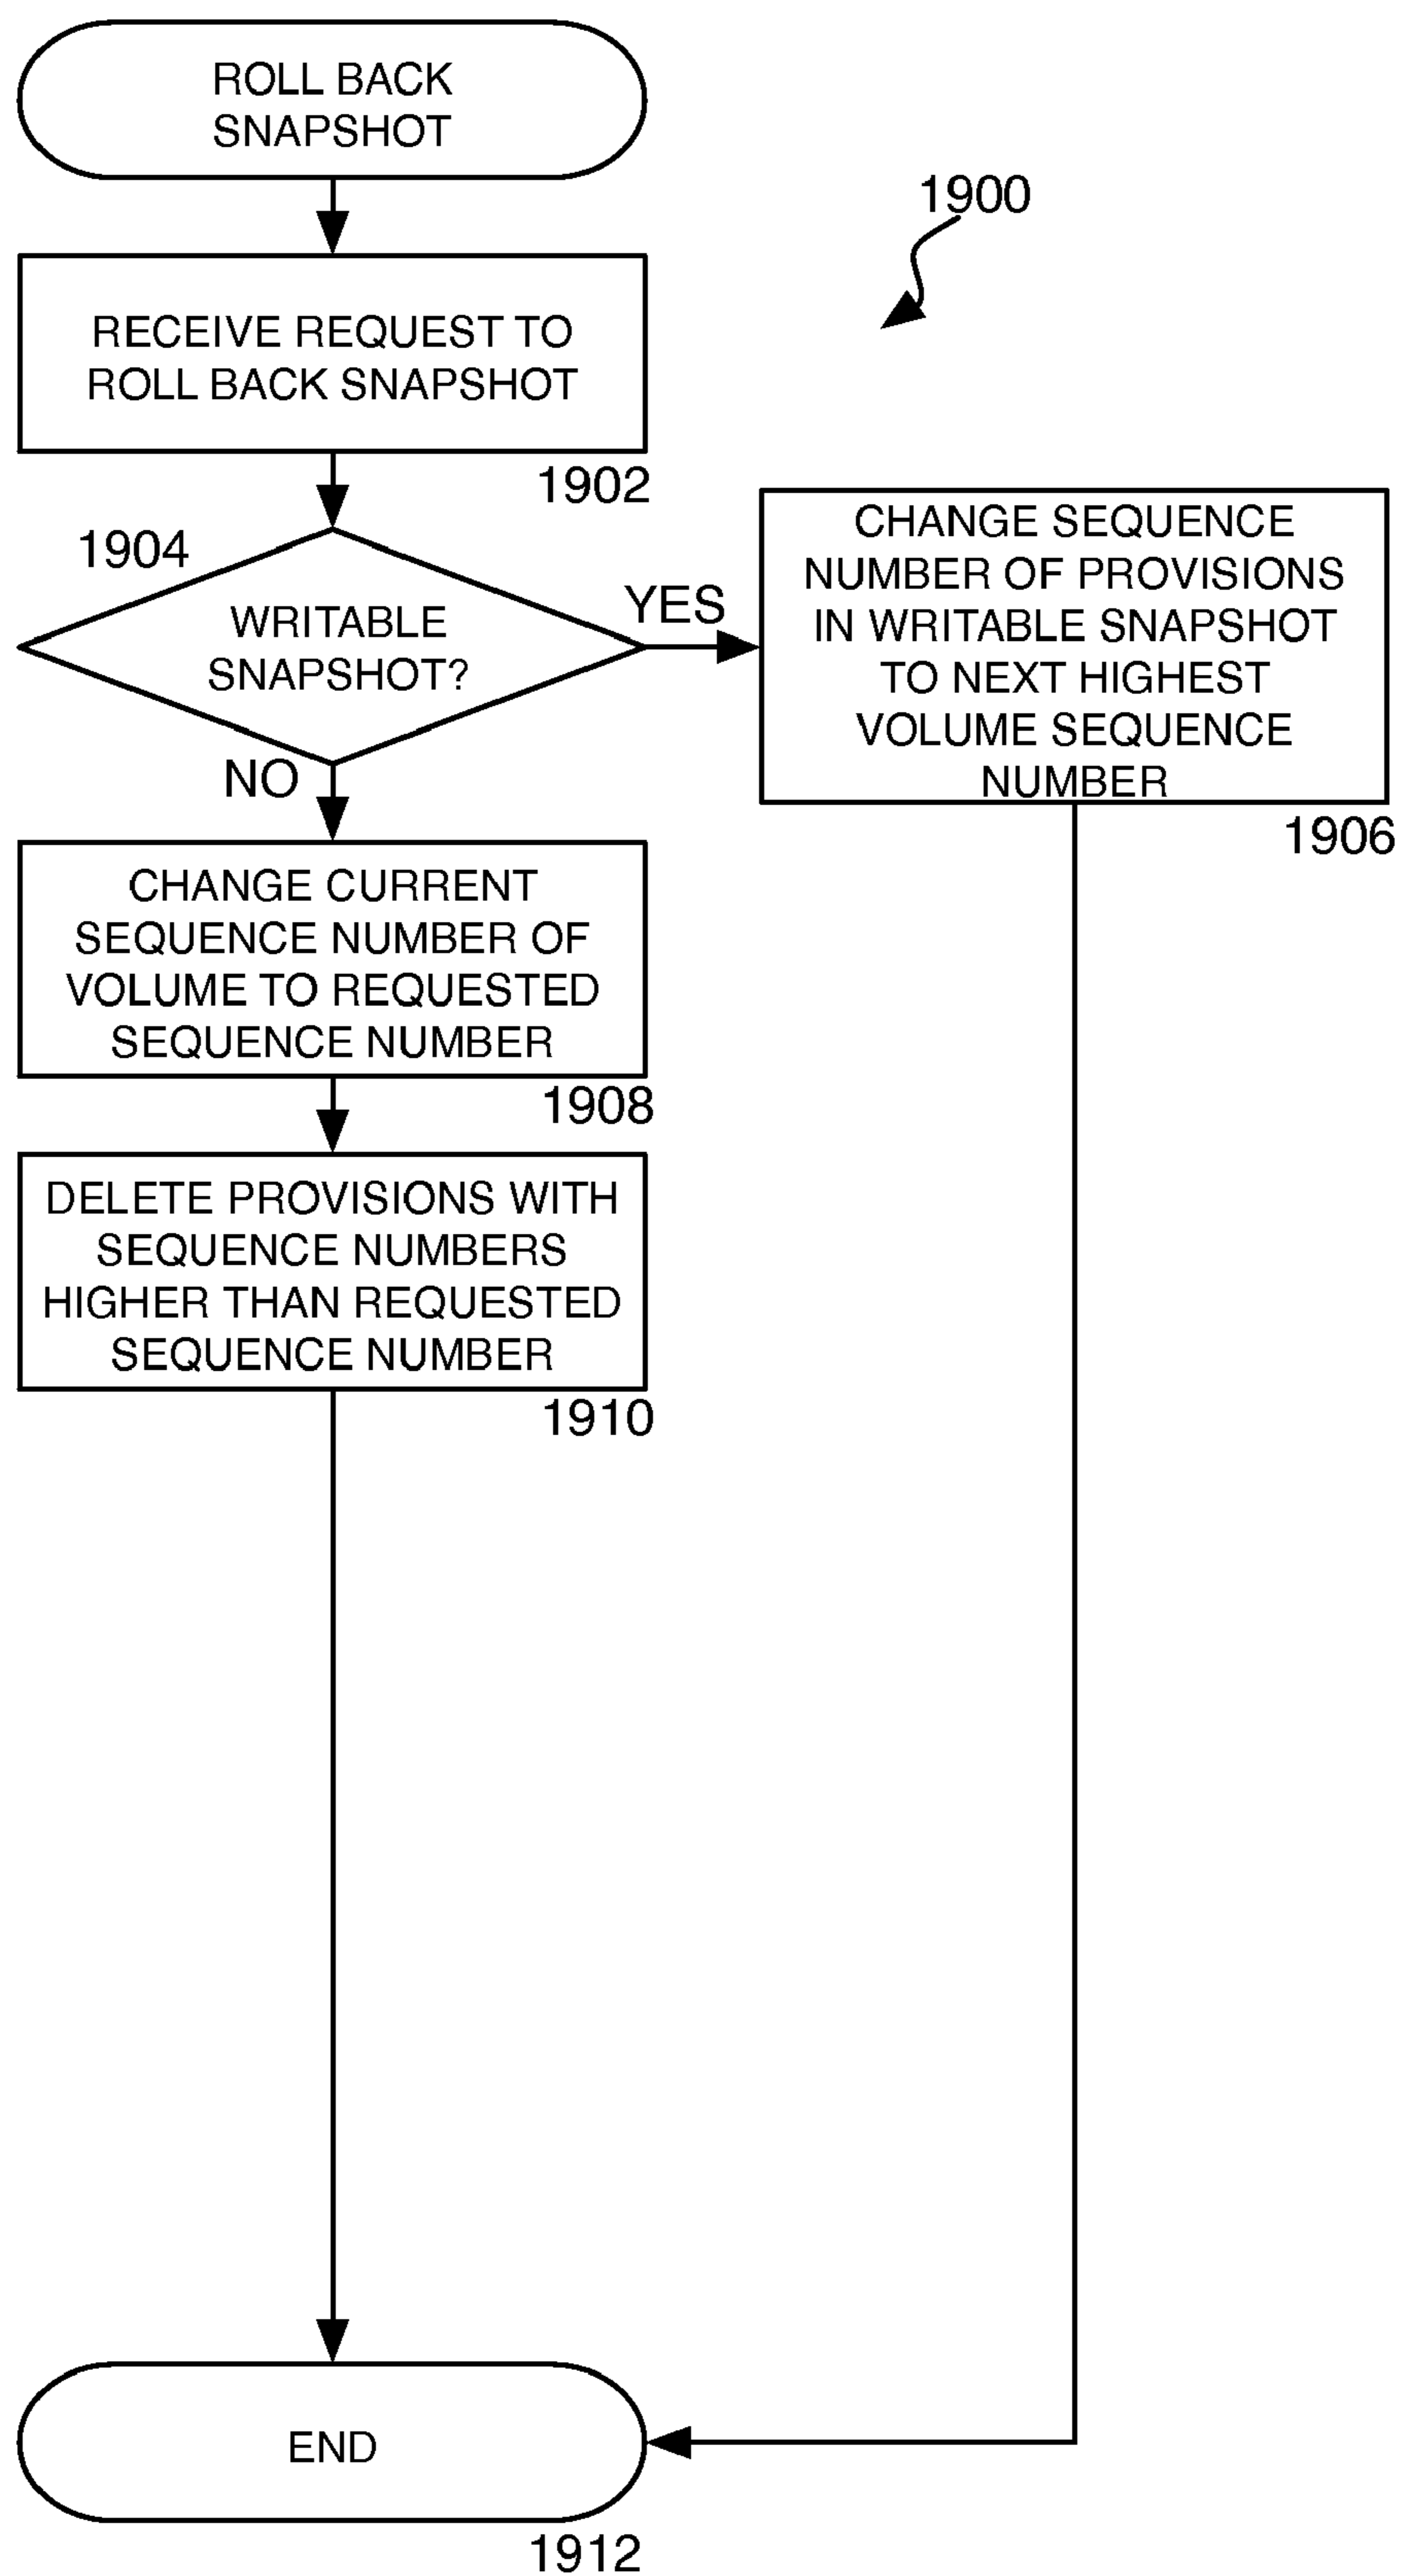 ROLL BACK
SNAPSHOT
1900
RECEIVE REQUEST TO
ROLL BACK SNAPSHOT
1902
1904
WRITABLE
SNAPSHOT?
YES
NO
CHANGE SEQUENCE
NUMBER OF PROVISIONS
IN WRITABLE SNAPSHOT
TO NEXT HIGHEST
VOLUME SEQUENCE
NUMBER
1906
CHANGE CURRENT
SEQUENCE NUMBER OF
VOLUME TO REQUESTED
SEQUENCE NUMBER
1908
DELETE PROVISIONS WITH
SEQUENCE NUMBERS
HIGHER THAN REQUESTED
SEQUENCE NUMBER
1910
END
1912